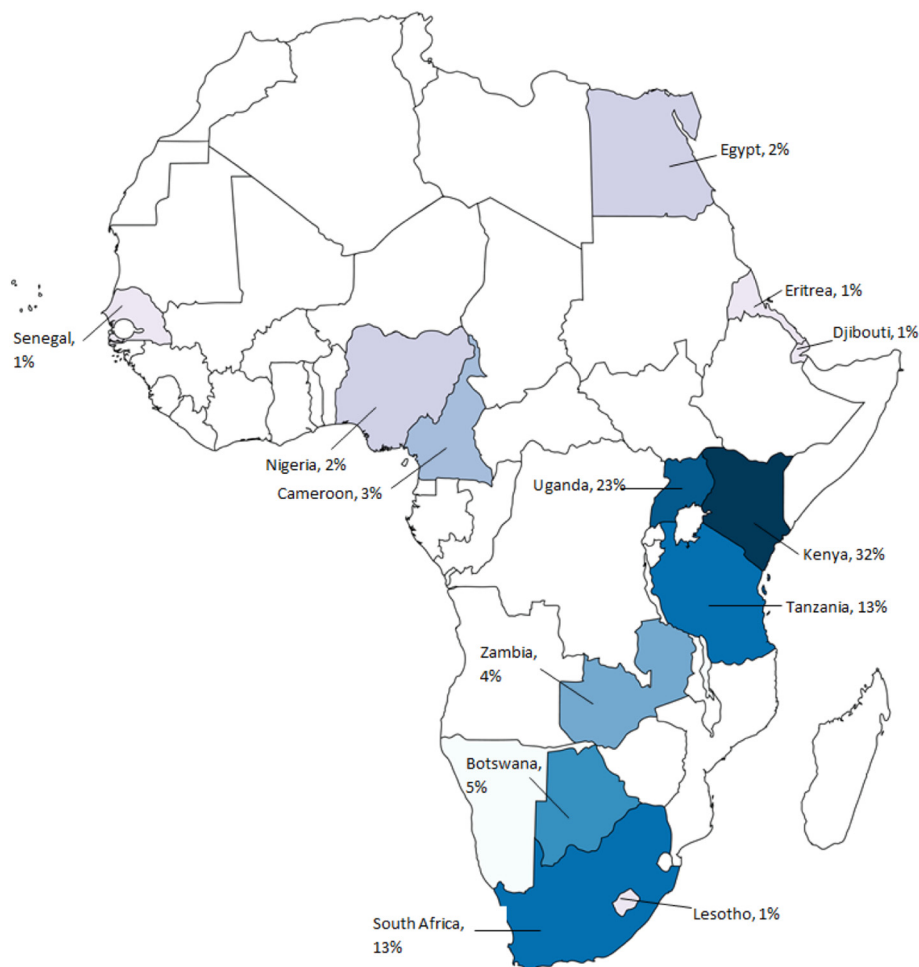 Egypt, 2%
Eritrea, 1%
Djibouti, 1%
Senegal,
1%
Nigeria, 2%
Cameroon, 3%
Uganda, 23%
Kenya, 32%
Tanzania, 13%
Zambia,
4%
Botswana,
5%
Lesotho, 1%
South Africa,
13%